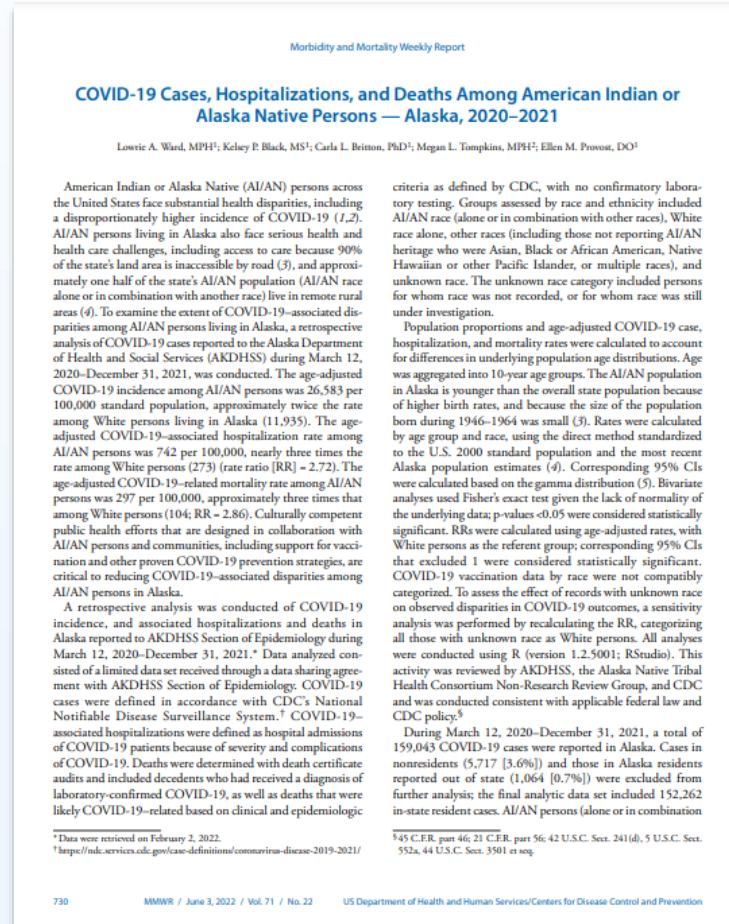 Morbidity and Mortality Weekly Report
COVID-19 Cases, Hospitalizations, and Deaths Among American Indian or
Alaska Native Persons — Alaska, 2020–2021
Lowrie A. Ward, MPH1; Kelsey P. Black, MS1; Carla L. Britton, PhD1; Megan L. Tompkins, MPH2; Ellen M. Provost, DO1
American Indian or Alaska Native (AI/AN) persons across
the United States face substantial health disparities, including
a disproportionately higher incidence of COVID-19 (1,2).
AI/AN persons living in Alaska also face serious health and
health care challenges, including access to care because 90%
of the state's land area is inaccessible by road (3), and approxi-
mately one half of the state's AI/AN population (AI/AN race
alone or in combination with another race) live in remote rural
areas (4). To examine the extent of COVID-19–associated dis-
parities among AI/AN persons living in Alaska, a retrospective
analysis of COVID-19 cases reported to the Alaska Department
of Health and Social Services (AKDHSS) during March 12,
2020–December 31, 2021, was conducted. The age-adjusted
COVID-19 incidence among AI/AN persons was 26,583 per
100,000 standard population, approximately twice the rate
among White persons living in Alaska (11,935). The age-
adjusted COVID-19–associated hospitalization rate among
AI/AN persons was 742 per 100,000, nearly three times the
rate among White persons (273) (rate ratio [RR] = 2.72). The
age-adjusted COVID-19–related mortality rate among AI/AN
persons was 297 per 100,000, approximately three times that
among White persons (104; RR = 2.86). Culturally competent
public health efforts that are designed in collaboration with
AI/AN persons and communities, including support for vacci-
nation and other proven COVID-19 prevention strategies, are
critical to reducing COVID-19–associated disparities among
AI/AN persons in Alaska.
A retrospective analysis was conducted of COVID-19
incidence, and associated hospitalizations and deaths in
Alaska reported to AKDHSS Section of Epidemiology during
March 12, 2020–December 31, 2021.* Data analyzed con-
sisted of a limited data set received through a data sharing agree-
ment with AKDHSS Section of Epidemiology. COVID-19
cases were defined in accordance with CDC's National
Notifiable Disease Surveillance System.† COVID-19–
associated hospitalizations were defined as hospital admissions
of COVID-19 patients because of severity and complications
of COVID-19. Deaths were determined with death certificate
audits and included decedents who had received a diagnosis of
laboratory-confirmed COVID-19, as well as deaths that were
likely COVID-19–related based on clinical and epidemiologic
* Data were retrieved on February 2, 2022.
† https://ndc.services.cdc.gov/case-definitions/coronavirus-disease-2019-2021/
criteria as defined by CDC, with no confirmatory labora-
tory testing. Groups assessed by race and ethnicity included
AI/AN race (alone or in combination with other races), White
race alone, other races (including those not reporting AI/AN
heritage who were Asian, Black or African American, Native
Hawaiian or other Pacific Islander, or multiple races), and
unknown race. The unknown race category included persons
for whom race was not recorded, or for whom race was still
under investigation.
Population proportions and age-adjusted COVID-19 case,
hospitalization, and mortality rates were calculated to account
for differences in underlying population age distributions. Age
was aggregated into 10-year age groups. The AI/AN population
in Alaska is younger than the overall state population because
of higher birth rates, and because the size of the population
born during 1946–1964 was small (3). Rates were calculated
by age group and race, using the direct method standardized
to the U.S. 2000 standard population and the most recent
Alaska population estimates (4). Corresponding 95% CIs
were calculated based on the gamma distribution (5). Bivariate
analyses used Fisher's exact test given the lack of normality of
the underlying data; p-values <0.05 were considered statistically
significant. RRs were calculated using age-adjusted rates, with
White persons as the referent group; corresponding 95% CIs
that excluded 1 were considered statistically significant.
COVID-19 vaccination data by race were not compatibly
categorized. To assess the effect of records with unknown race
on observed disparities in COVID-19 outcomes, a sensitivity
analysis was performed by recalculating the RR, categorizing
all those with unknown race as White persons. All analyses
were conducted using R (version 1.2.5001; RStudio). This
activity was reviewed by AKDHSS, the Alaska Native Tribal
Health Consortium Non-Research Review Group, and CDC
and was conducted consistent with applicable federal law and
CDC policy.§
During March 12, 2020–December 31, 2021, a total of
159,043 COVID-19 cases were reported in Alaska. Cases in
nonresidents (5,717 [3.6%]) and those in Alaska residents
reported out of state (1,064 [0.7%]) were excluded from
further analysis; the final analytic data set included 152,262
in-state resident cases. AI/AN persons (alone or in combination
§ 45 C.F.R. part 46; 21 C.F.R. part 56; 42 U.S.C. Sect. 241(d), 5 U.S.C. Sect.
552a, 44 U.S.C. Sect. 3501 et seq.
730 MMWR / June 3, 2022 / Vol. 71 / No. 22 US Department of Health and Human Services/Centers for Disease Control and Prevention